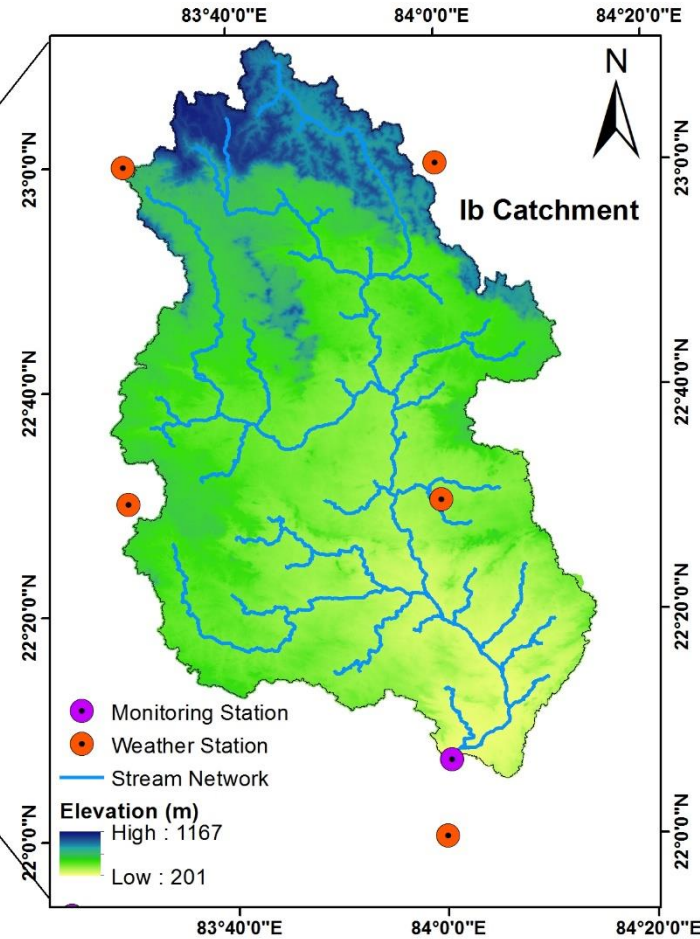 83°40'0"E 84°0'0"E 84°20'0"E
N
23°0'0"N 23°0'0"N
Ib Catchment
22°40'0"N 22°40'0"N
22°20'0"N 22°20'0"N
Monitoring Station
Weather Station
Stream Network
Elevation (m)
High : 1167
Low : 201
22°0'0"N 22°0'0"N
83°40'0"E 84°0'0"E 84°20'0"E